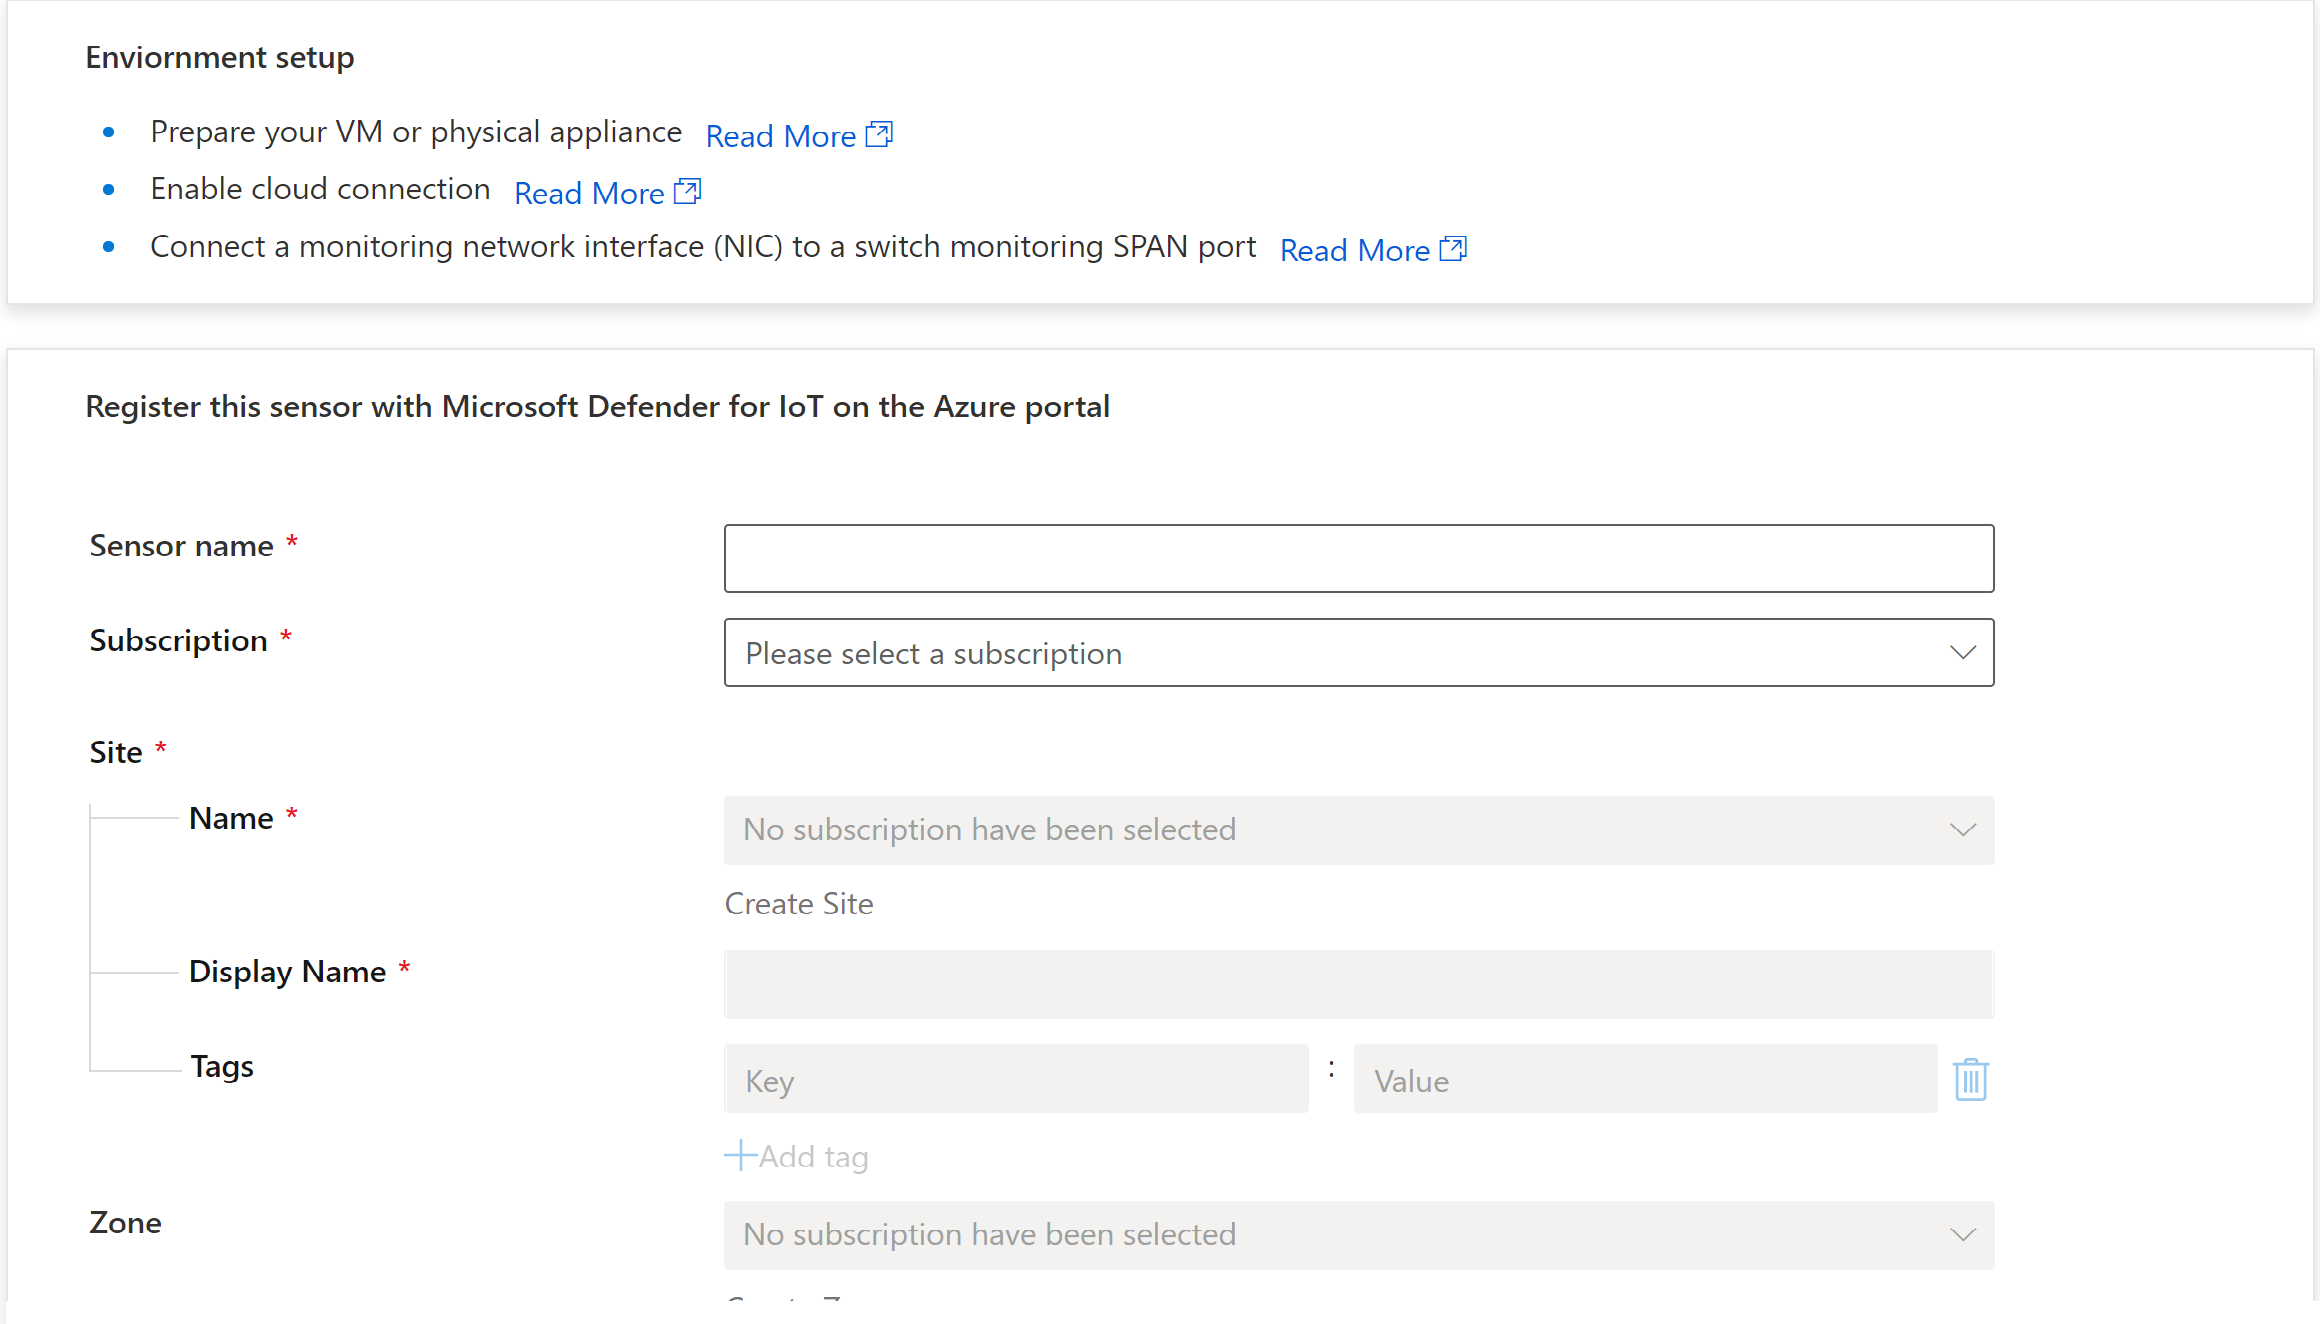 Enviornment setup
Prepare your VM or physical appliance Read More
Enable cloud connection Read More
Connect a monitoring network interface (NIC) to a switch monitoring SPAN port Read More
Register this sensor with Microsoft Defender for IoT on the Azure portal
Sensor name *
Subscription * Please select a subscription
Site *
Name * No subscription have been selected
Create Site
Display Name *
Tags Key : Value
Add tag
Zone No subscription have been selected